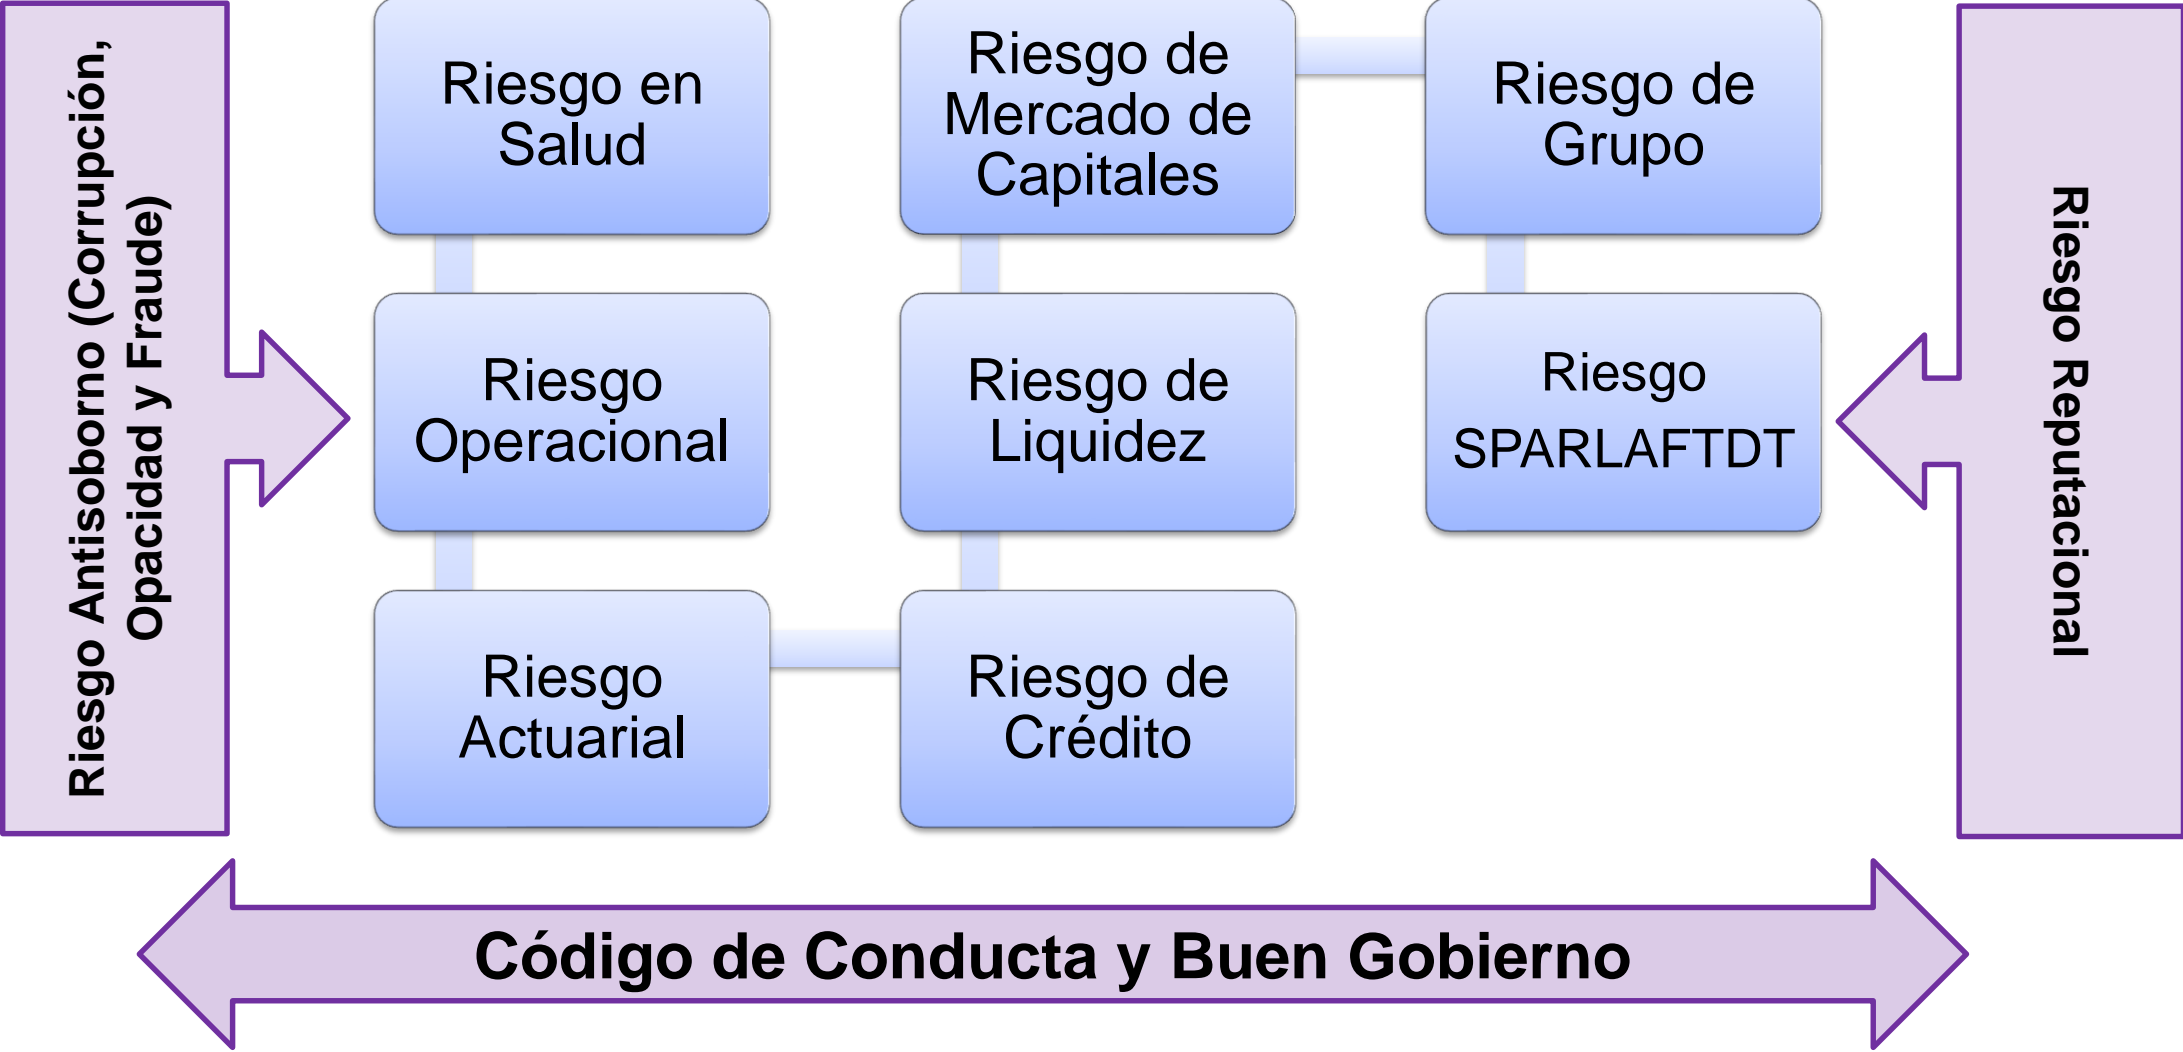 Riesgo Antisoborno (Corrupción,
Opacidad y Fraude)
Riesgo en
Salud
Riesgo
Operacional
Riesgo
Actuarial
Riesgo de
Crédito
Riesgo de
Liquidez
Riesgo de
Mercado de
Capitales
Riesgo de
Grupo
Riesgo
SPARLAFTDT
Riesgo Reputacional
Código de Conducta y Buen Gobierno